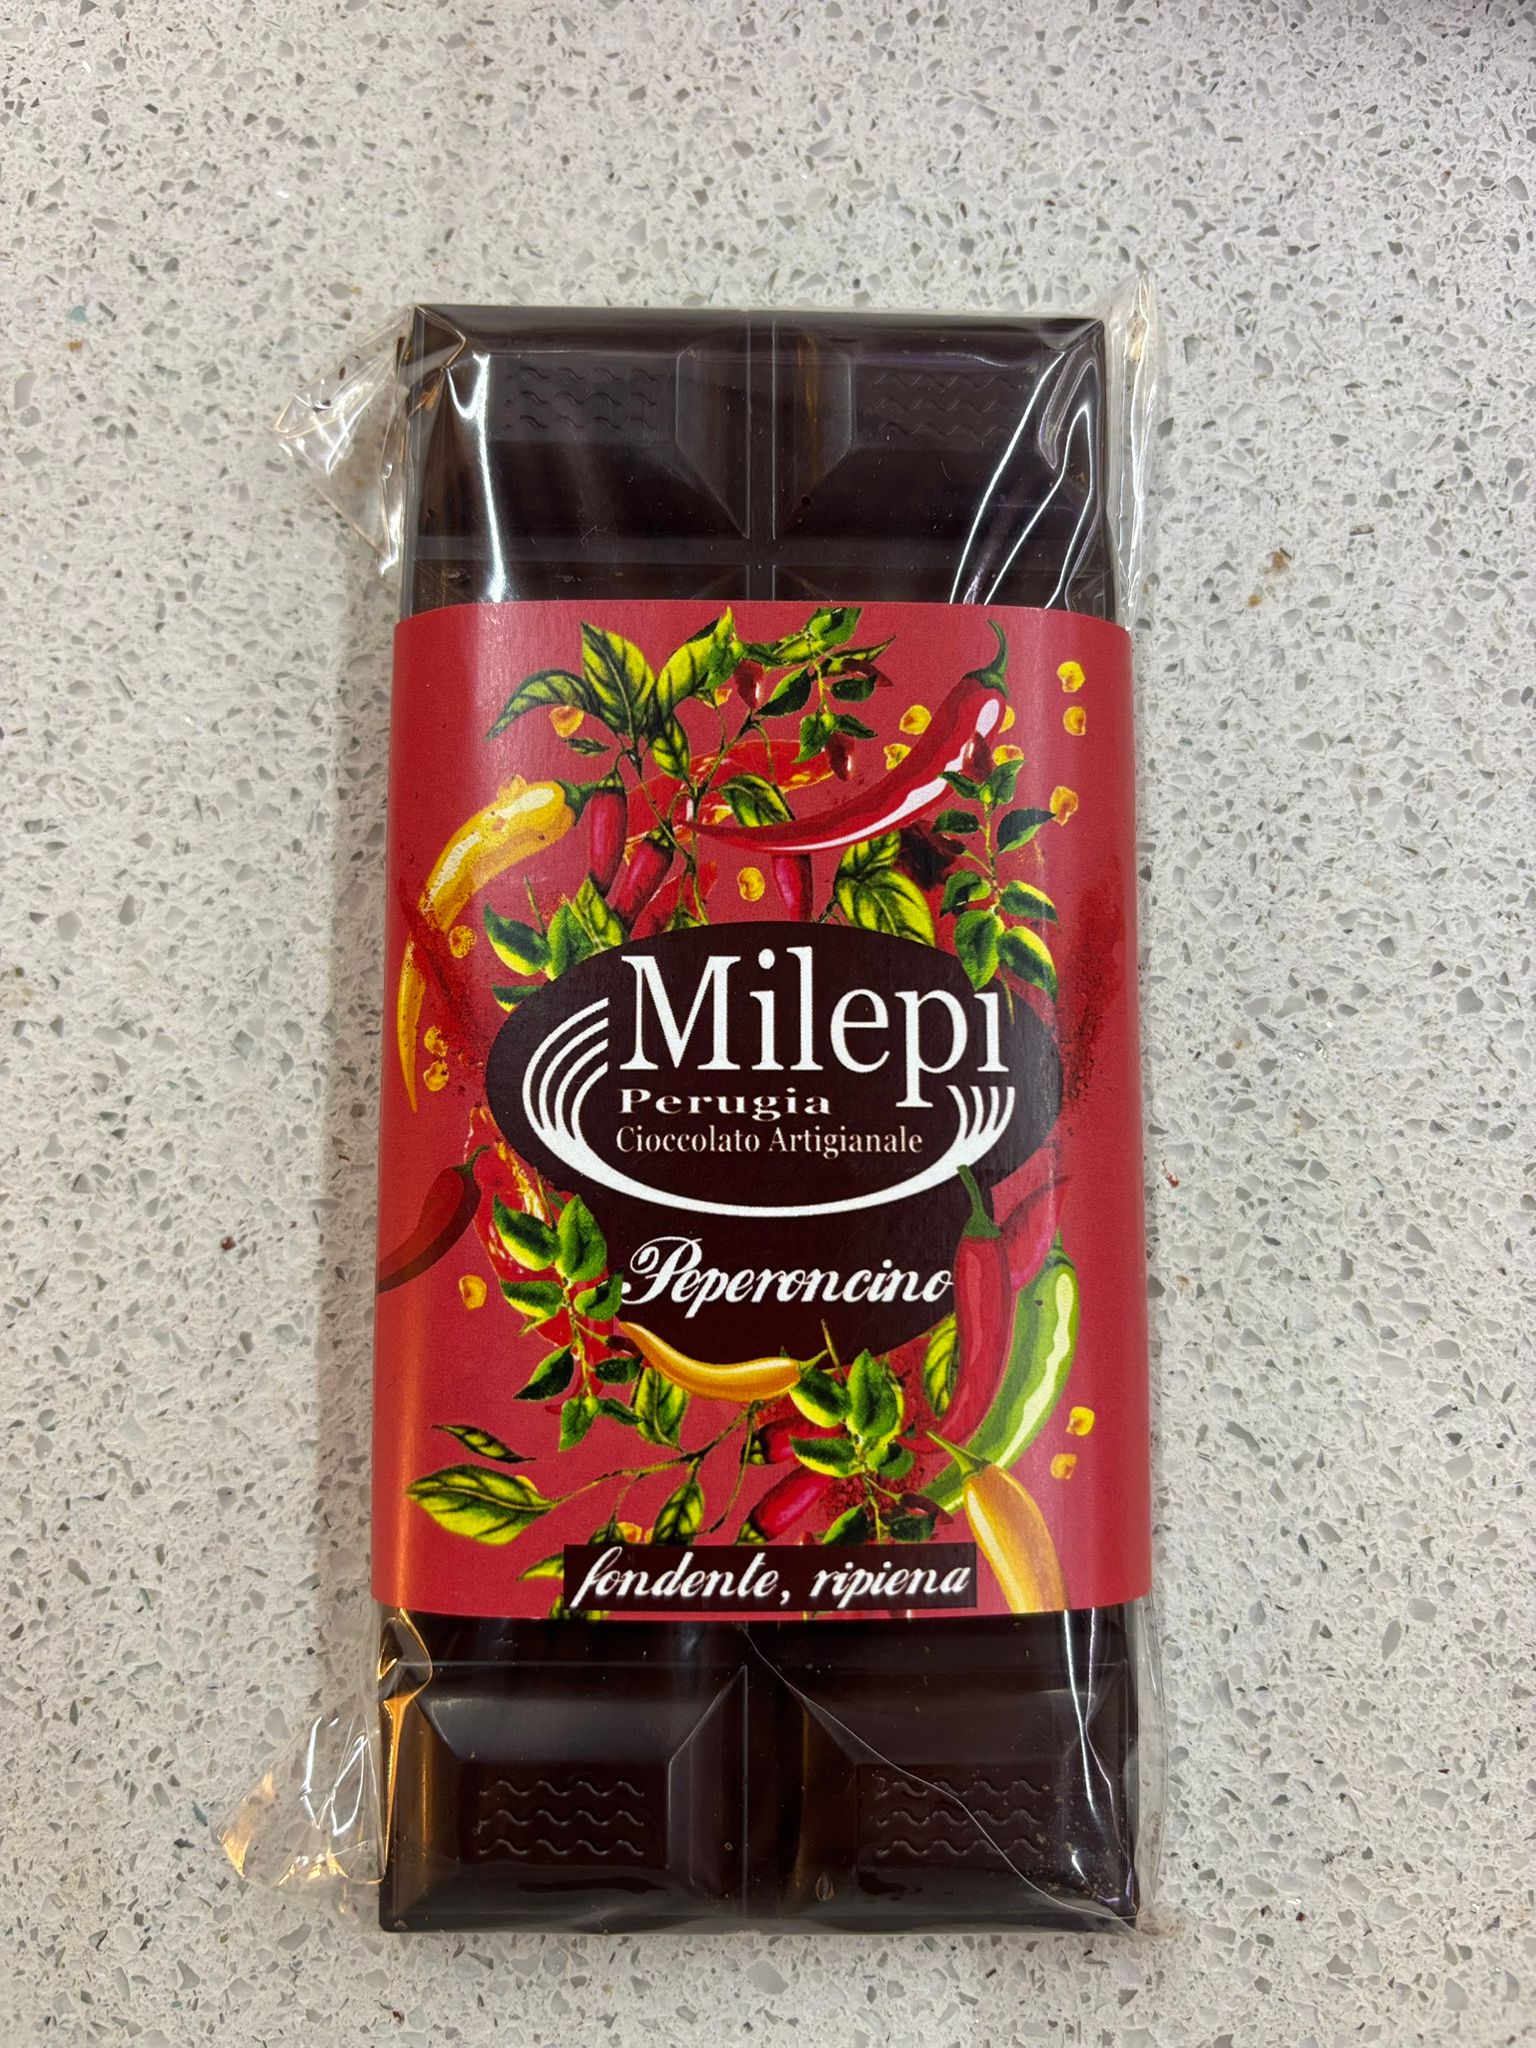 Milepi
Perugia
Cioccolato Artigianale
Peperoncino
fondente, ripiena